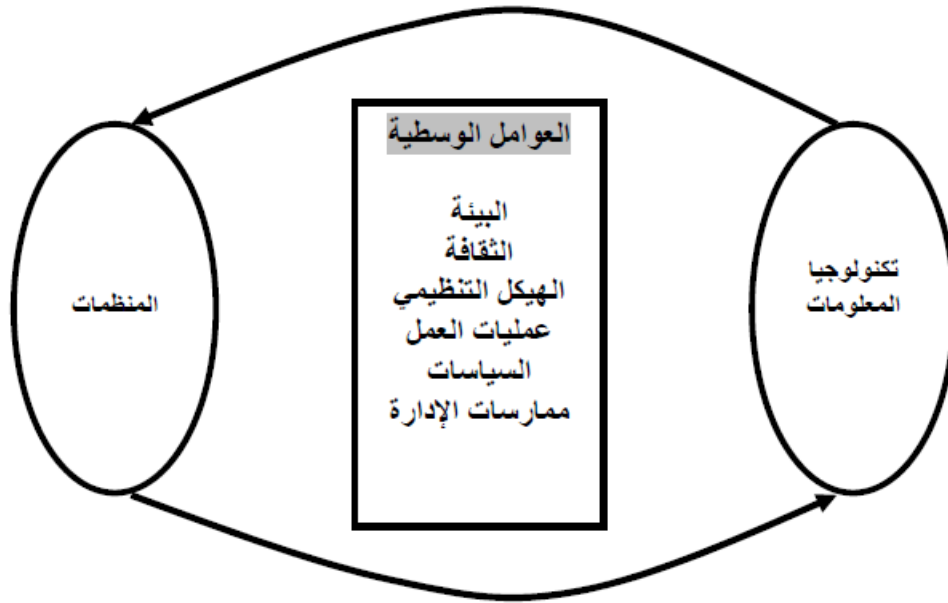 العوامل الوسطية
البيئة
الثقافة
الهيكل التنظيمي
عمليات العمل
السياسات
ممارسات الإدارة
تكنولوجيا
المعلومات
المنظمات